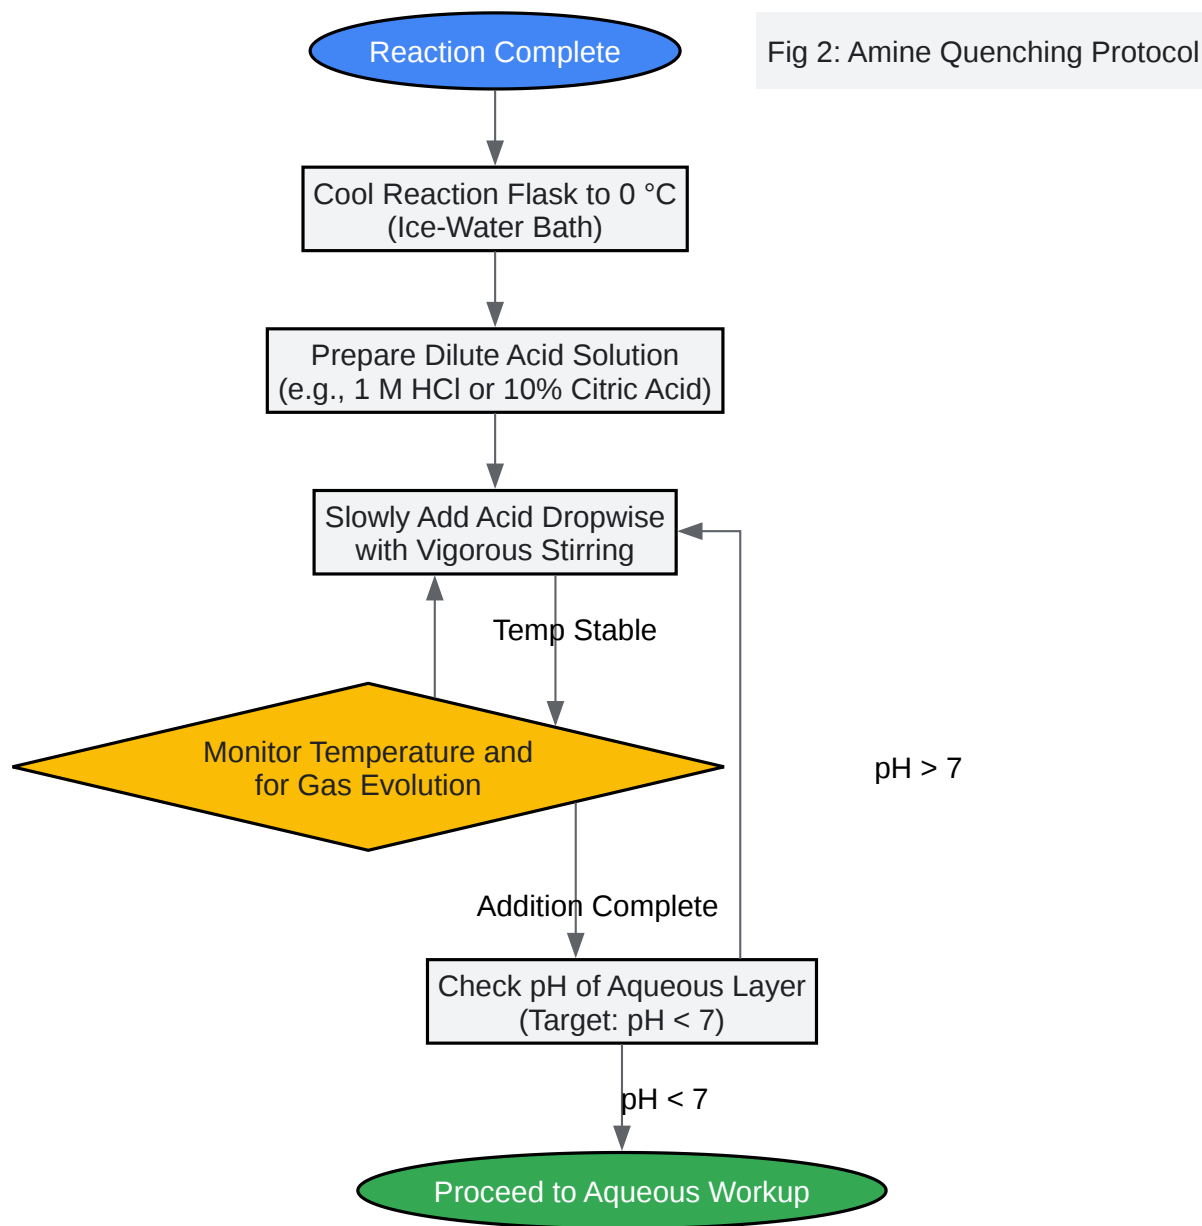 Reaction Complete
Fig 2: Amine Quenching Protocol
Cool Reaction Flask to 0 °C
(Ice-Water Bath)
Prepare Dilute Acid Solution
(e.g., 1 M HCl or 10% Citric Acid)
Slowly Add Acid Dropwise
with Vigorous Stirring
Temp Stable
Monitor Temperature and
for Gas Evolution
pH > 7
Addition Complete
Check pH of Aqueous Layer
(Target: pH < 7)
pH < 7
Proceed to Aqueous Workup